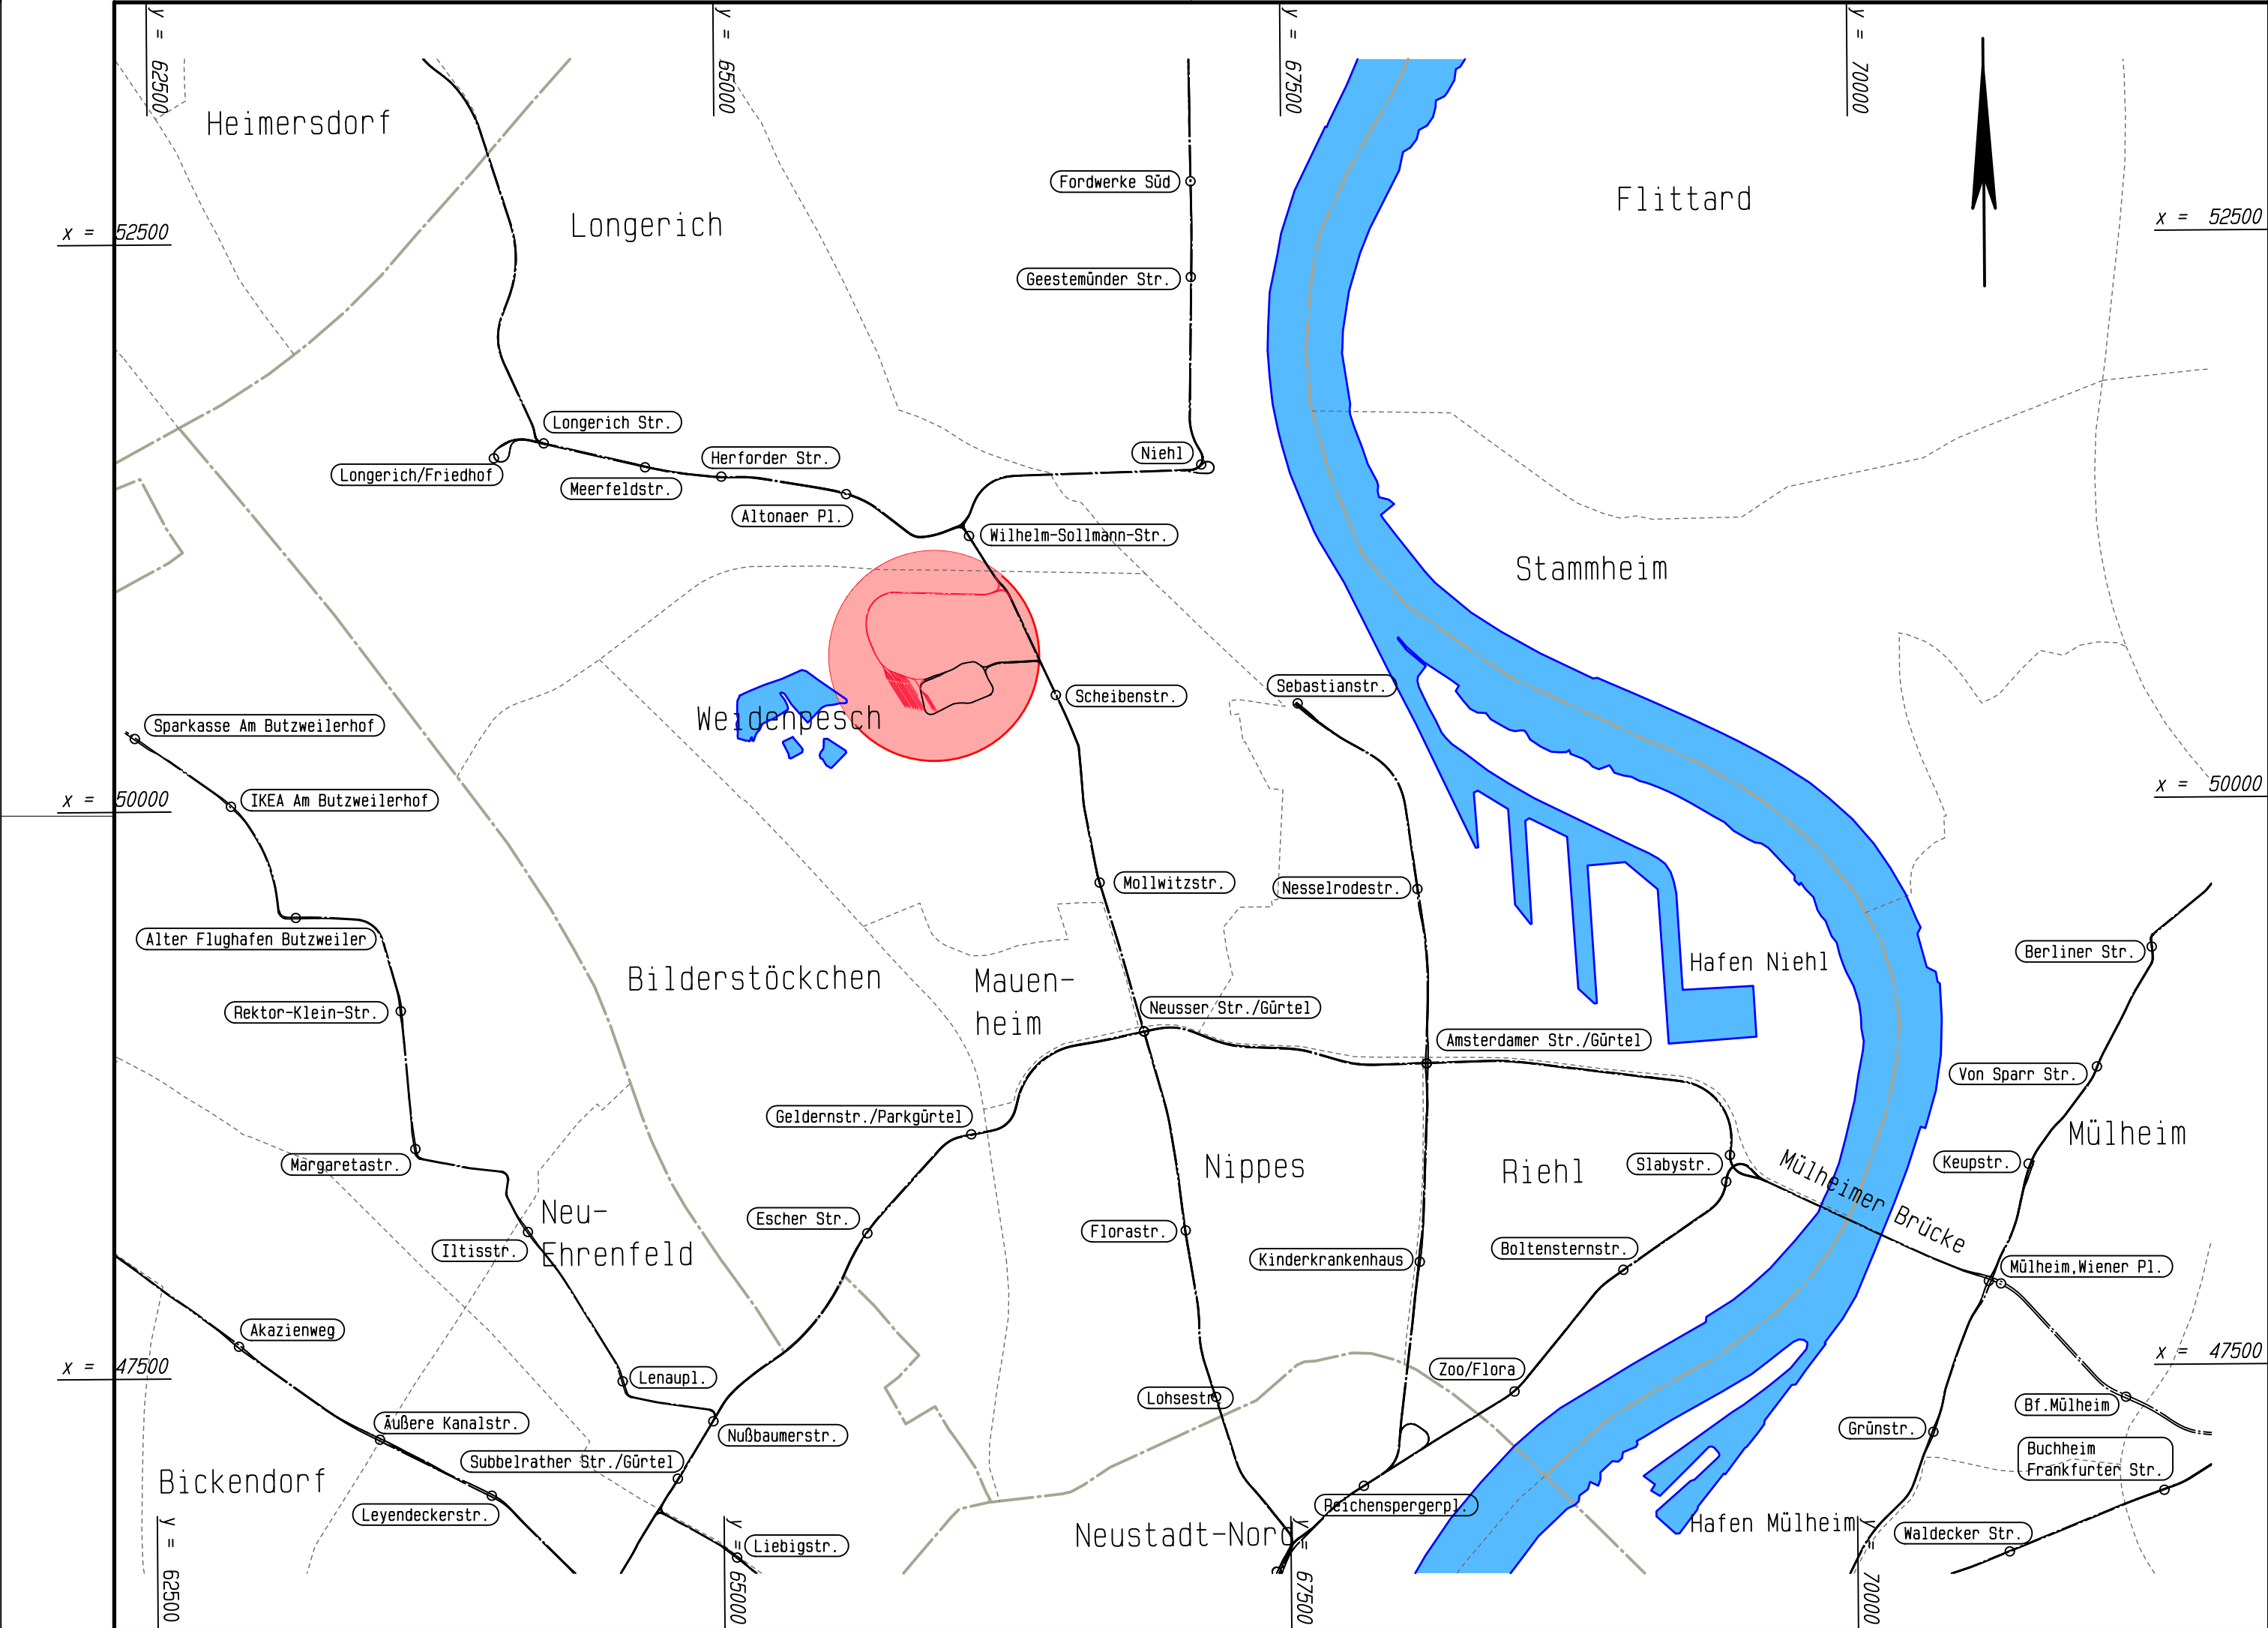 y = 62500
y = 65000
y = 67500
y = 70000
Heimersdorf
Fordwerke Süd
Flittard
Longerich
x = 52500
x = 52500
Geestemünder Str.
Longerich Str.
Niehl
Herforder Str.
Longerich/Friedhof
Meerfeldstr.
Altonaer Pl.
Wilhelm-Sollmann-Str.
Stammheim
Sebastianstr.
Scheibenstr.
Weidenpesch
Sparkasse Am Butzweilerhof
IKEA Am Butzweilerhof
x = 50000
x = 50000
Mollwitzstr.
Nesselrodestr.
Alter Flughafen Butzweiler
Berliner Str.
Hafen Niehl
Bilderstöckchen
Mauen-
heim
Neusser Str./Gürtel
Rektor-Klein-Str.
Amsterdamer Str./Gürtel
Von Sparr Str.
Geldernstr./Parkgürtel
Mülheim
Margaretastr.
Nippes
Riehl
Slabystr.
Keupstr.
Mülheimer Brücke
Neu-
Ehrenfeld
Escher Str.
Florastr.
Iltisstr.
Boltensternstr.
Kinderkrankenhaus
Mülheim,Wiener Pl.
Akazienweg
x = 47500
x = 47500
Lenaupl.
Zoo/Flora
Lohsestr.
Bf.Mülheim
Äußere Kanalstr.
Nußbaumerstr.
Grünstr.
Buchheim
Frankfurter Str.
Subbelrather Str./Gürtel
Bickendorf
Reichenspergerpl.
Leyendeckerstr.
Hafen Mülheim
Neustadt-Nord
Waldecker Str.
Liebigstr.
y = 62500
y = 65000
y = 67500
y = 70000